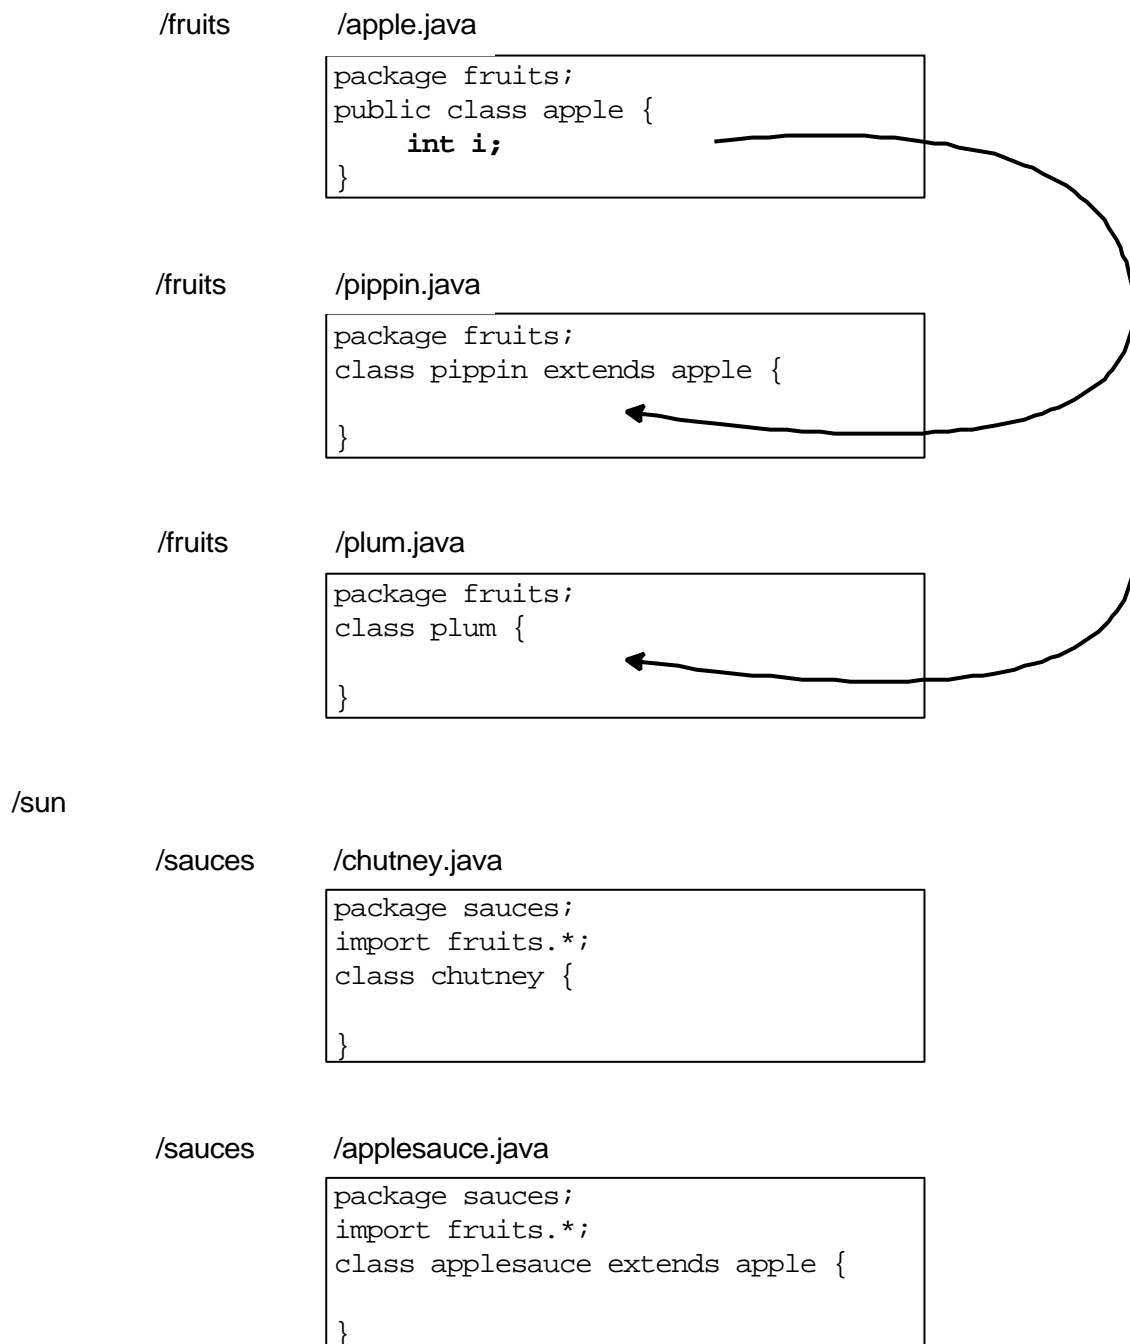 /fruits /apple.java
package fruits;
public class apple {
int i;
}
/fruits /pippin.java
package fruits;
class pippin extends apple {
}
/fruits /plum.java
package fruits;
class plum {
}
/sun
/sauces /chutney.java
package sauces;
import fruits.*;
class chutney {
}
/sauces /applesauce.java
package sauces;
import fruits.*;
class applesauce extends apple {
}